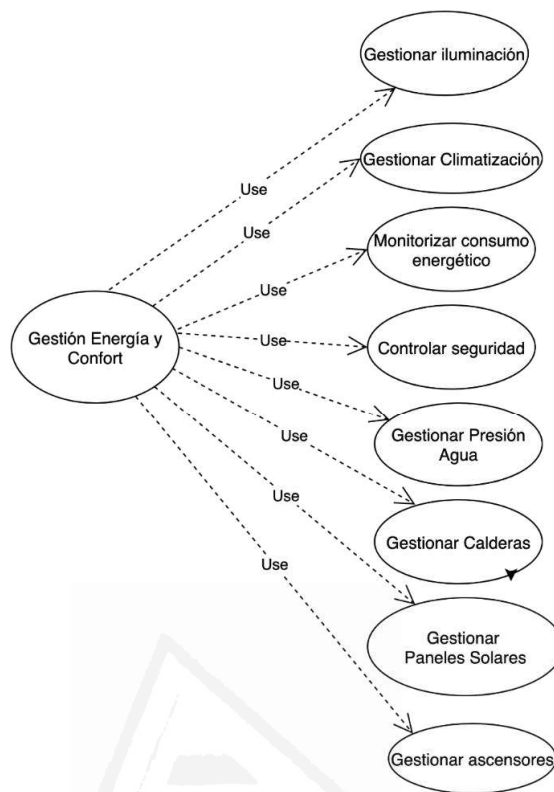 Gestionar iluminación
Use
Gestionar Climatización
Use
Monitorizar consumo
energético
Use
Gestión Energía y
Confort
Use
Controlar seguridad
Use
Gestionar Presión
Agua
Use
Gestionar Calderas
Use
Gestionar
Paneles Solares
Use
Gestionar ascensores